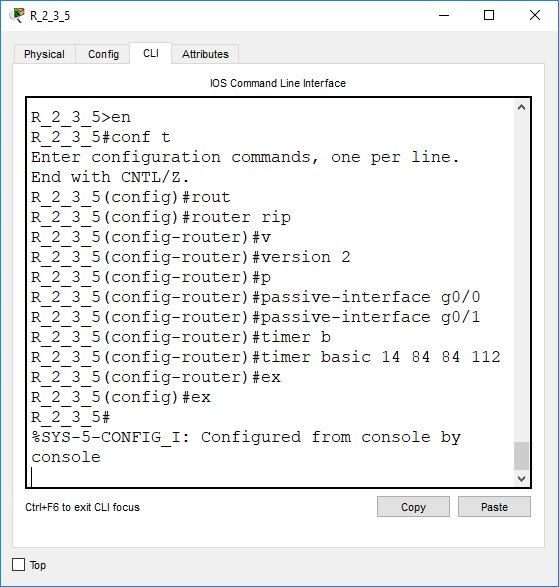 R_2_3_5
Physical Config CLI Attributes
IOS Command Line Interface
R_2_3_5>en
R_2_3_5#conf t
Enter configuration commands, one per line.
End with CNTL/Z.
R_2_3_5(config)#rout
R_2_3_5(config)#router rip
R_2_3_5(config-router)#v
R_2_3_5(config-router)#version 2
R_2_3_5(config-router)#p
R_2_3_5(config-router)#passive-interface g0/0
R_2_3_5(config-router)#passive-interface g0/1
R_2_3_5(config-router)#timer b
R_2_3_5(config-router)#timer basic 14 84 84 112
R_2_3_5(config-router)#ex
R_2_3_5(config)#ex
R_2_3_5#
%SYS-5-CONFIG_I: Configured from console by
console
Ctrl+F6 to exit CLI focus Copy Paste
Top